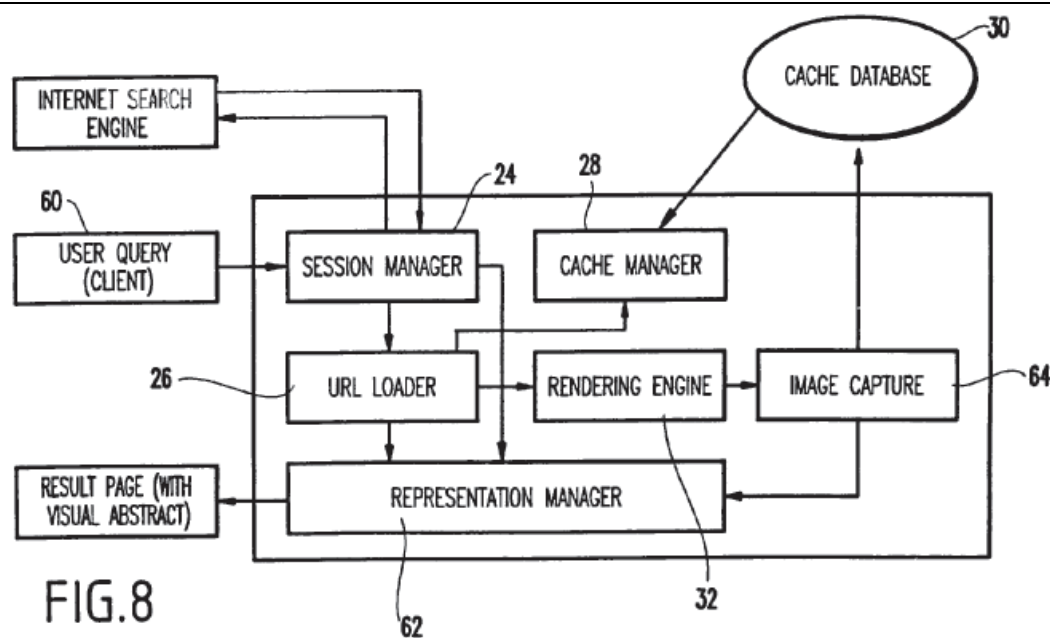 30
CACHE DATABASE
INTERNET SEARCH
ENGINE
24
28
60
USER QUERY
(CLIENT)
SESSION MANAGER
CACHE MANAGER
26
URL LOADER
RENDERING ENGINE
IMAGE CAPTURE
64
RESULT PAGE (WITH
VISUAL ABSTRACT)
REPRESENTATION MANAGER
FIG.8
62
32